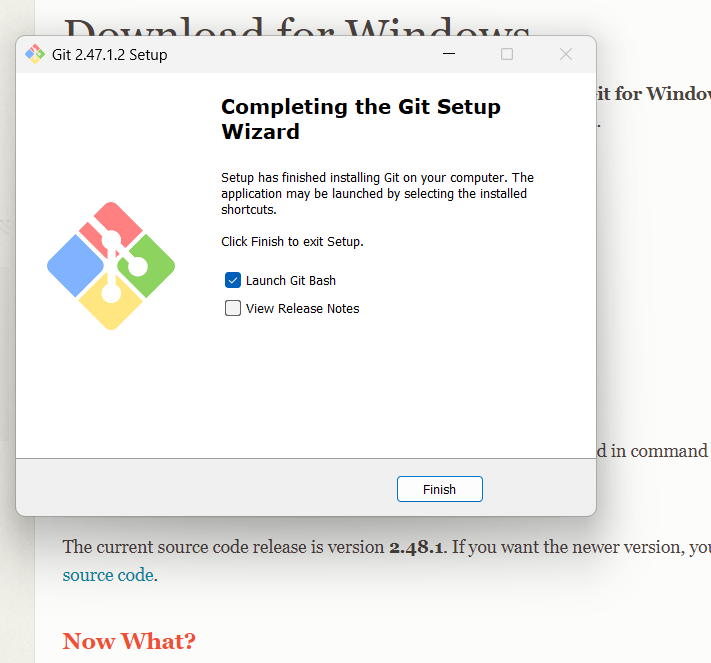 Download for Windows
Git 2.47.1.2 Setup
Completing the Git Setup
Wizard
it for Window
.
Setup has finished installing Git on your computer. The
application may be launched by selecting the installed
shortcuts.
Click Finish to exit Setup.
Launch Git Bash
View Release Notes
d in command
Finish
The current source code release is version 2.48.1. If you want the newer version, you
source code.
Now What?